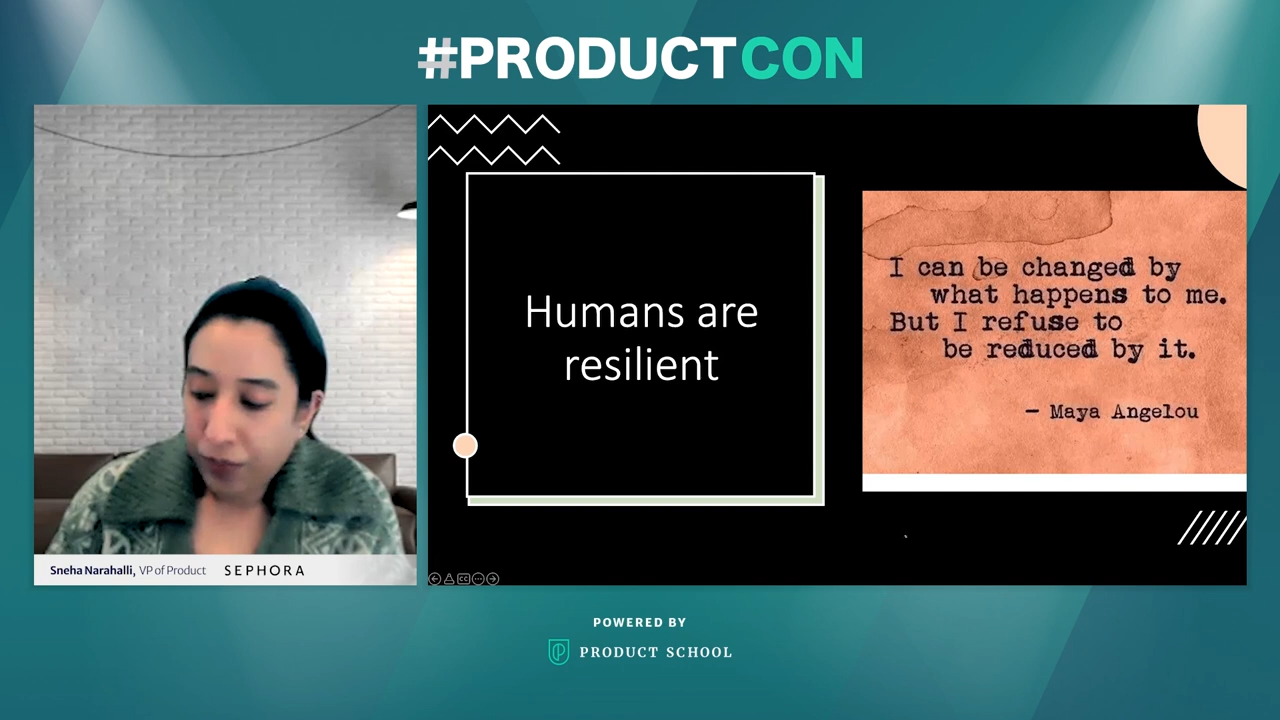 #PRODUCTCON
Humans are
resilient
I can be changed by
what happens to me.
But I refuse to
be reduced by it.
— Maya Angelou
Sneha Narahalli, VP of Product SEPHORA
CC
POWERED BY
PRODUCT SCHOOL